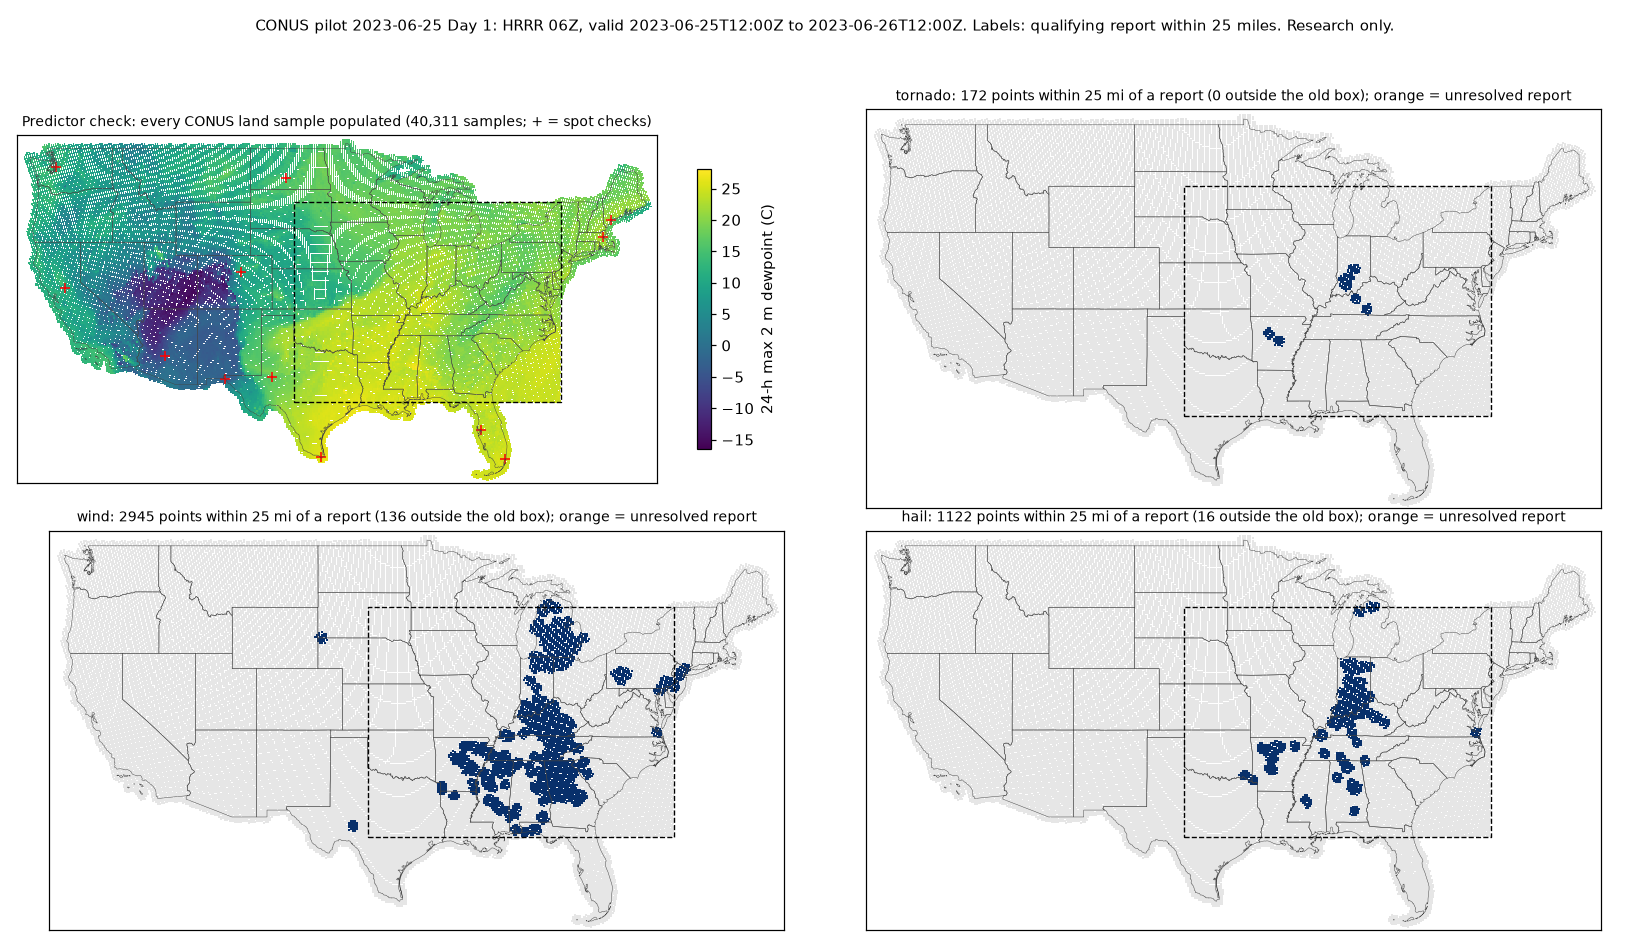 CONUS pilot 2023-06-25 Day 1: HRRR 06Z, valid 2023-06-25T12:00Z to 2023-06-26T12:00Z. Labels: qualifying report within 25 miles. Research only.
Predictor check: every CONUS land sample populated (40,311 samples; + = spot checks)
25
20
15
10
5
0
−5
−10
−15
24-h max 2 m dewpoint (C)
tornado: 172 points within 25 mi of a report (0 outside the old box); orange = unresolved report
wind: 2945 points within 25 mi of a report (136 outside the old box); orange = unresolved report
hail: 1122 points within 25 mi of a report (16 outside the old box); orange = unresolved report